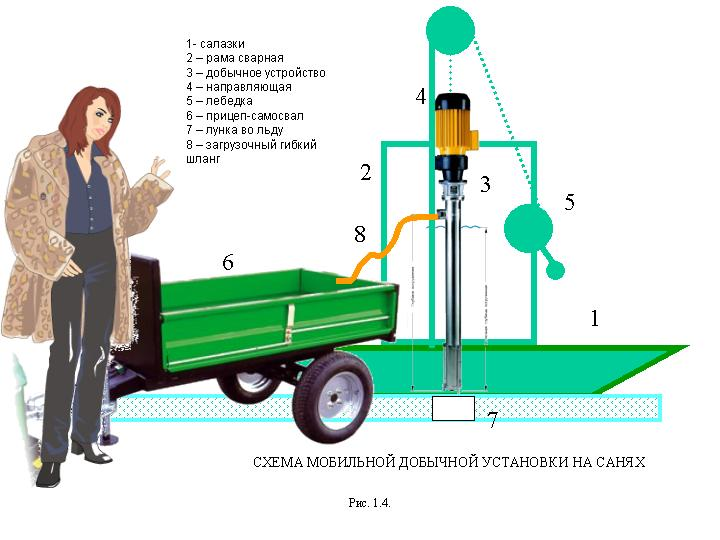 1- салазки
2 – рама сварная
3 – добычное устройство
4 – направляющая
5 – лебедка
6 – прицеп-самосвал
7 – лунка во льду
8 – загрузочный гибкий
шланг
4
2
3
5
8
6
1
7
СХЕМА МОБИЛЬНОЙ ДОБЫЧНОЙ УСТАНОВКИ НА САНЯХ
Рис. 1.4.